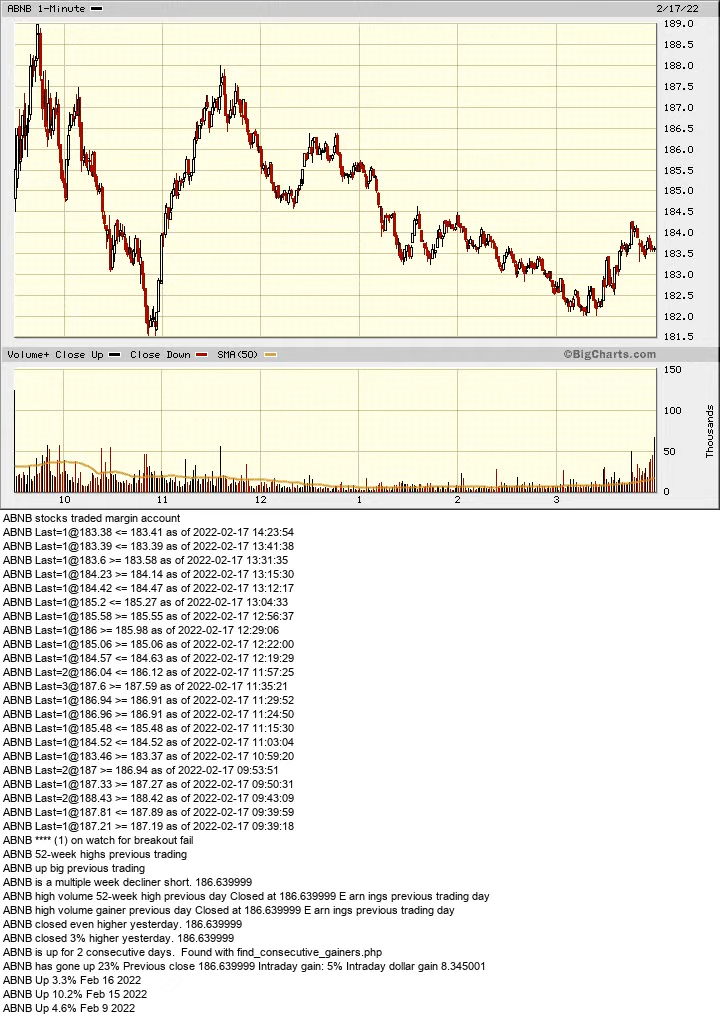 ABNB 1-Minute 2/17/22
189.0
188.5
188.0
187.5
187.0
186.5
186.0
185.5
185.0
184.5
184.0
183.5
183.0
182.5
182.0
181.5
Volume+ Close Up Close Down SMA(50) ©BigCharts.com
150
100
50
0
Thousands
10 11 12 1 2 3
ABNB stocks traded margin account
ABNB Last=1@183.38 <= 183.41 as of 2022-02-17 14:23:54
ABNB Last=1@183.39 <= 183.39 as of 2022-02-17 13:41:38
ABNB Last=1@183.6 >= 183.58 as of 2022-02-17 13:31:35
ABNB Last=1@184.23 >= 184.14 as of 2022-02-17 13:15:30
ABNB Last=1@184.42 <= 184.47 as of 2022-02-17 13:12:17
ABNB Last=1@185.2 <= 185.27 as of 2022-02-17 13:04:33
ABNB Last=1@185.58 >= 185.55 as of 2022-02-17 12:56:37
ABNB Last=1@186 >= 185.98 as of 2022-02-17 12:29:06
ABNB Last=1@185.06 >= 185.06 as of 2022-02-17 12:22:00
ABNB Last=1@184.57 <= 184.63 as of 2022-02-17 12:19:29
ABNB Last=2@186.04 <= 186.12 as of 2022-02-17 11:57:25
ABNB Last=3@187.6 >= 187.59 as of 2022-02-17 11:35:21
ABNB Last=1@186.94 >= 186.91 as of 2022-02-17 11:29:52
ABNB Last=1@186.96 >= 186.91 as of 2022-02-17 11:24:50
ABNB Last=1@185.48 <= 185.48 as of 2022-02-17 11:15:30
ABNB Last=1@184.52 <= 184.52 as of 2022-02-17 11:03:04
ABNB Last=1@183.46 >= 183.37 as of 2022-02-17 10:59:20
ABNB Last=2@187 >= 186.94 as of 2022-02-17 09:53:51
ABNB Last=1@187.33 >= 187.27 as of 2022-02-17 09:50:31
ABNB Last=2@188.43 >= 188.42 as of 2022-02-17 09:43:09
ABNB Last=1@187.81 <= 187.89 as of 2022-02-17 09:39:59
ABNB Last=1@187.21 >= 187.19 as of 2022-02-17 09:39:18
ABNB **** (1) on watch for breakout fail
ABNB 52-week highs previous trading
ABNB up big previous trading
ABNB is a multiple week decliner short. 186.639999
ABNB high volume 52-week high previous day Closed at 186.639999 E arn ings previous trading day
ABNB high volume gainer previous day Closed at 186.639999 E arn ings previous trading day
ABNB closed even higher yesterday. 186.639999
ABNB closed 3% higher yesterday. 186.639999
ABNB is up for 2 consecutive days. Found with find_consecutive_gainers.php
ABNB has gone up 23% Previous close 186.639999 Intraday gain: 5% Intraday dollar gain 8.345001
ABNB Up 3.3% Feb 16 2022
ABNB Up 10.2% Feb 15 2022
ABNB Up 4.6% Feb 9 2022